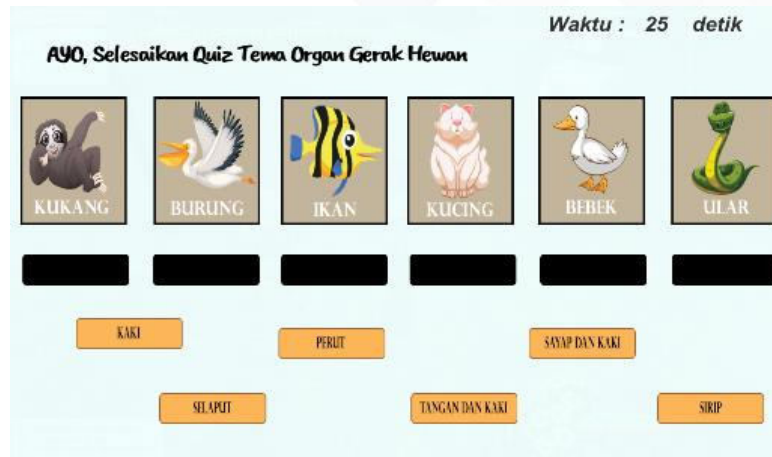 Waktu : 25 detik
AYO, Selesaikan Quiz Tema Organ Gerak Hewan
KUKANG BURUNG IKAN KUCING BEBEK ULAR
KAKI PERUT SAYAP DAN KAKI
SELAPUT TANGAN DAN KAKI SIRIP